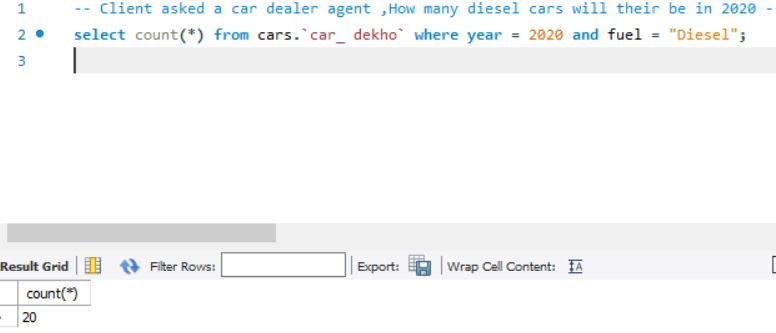 1 -- Client asked a car dealer agent ,How many diesel cars will their be in 2020 -
2 select count(*) from cars.`car_ dekho` where year = 2020 and fuel = "Diesel";
3
Result Grid Filter Rows: Export: Wrap Cell Content: IA
count(*)
20